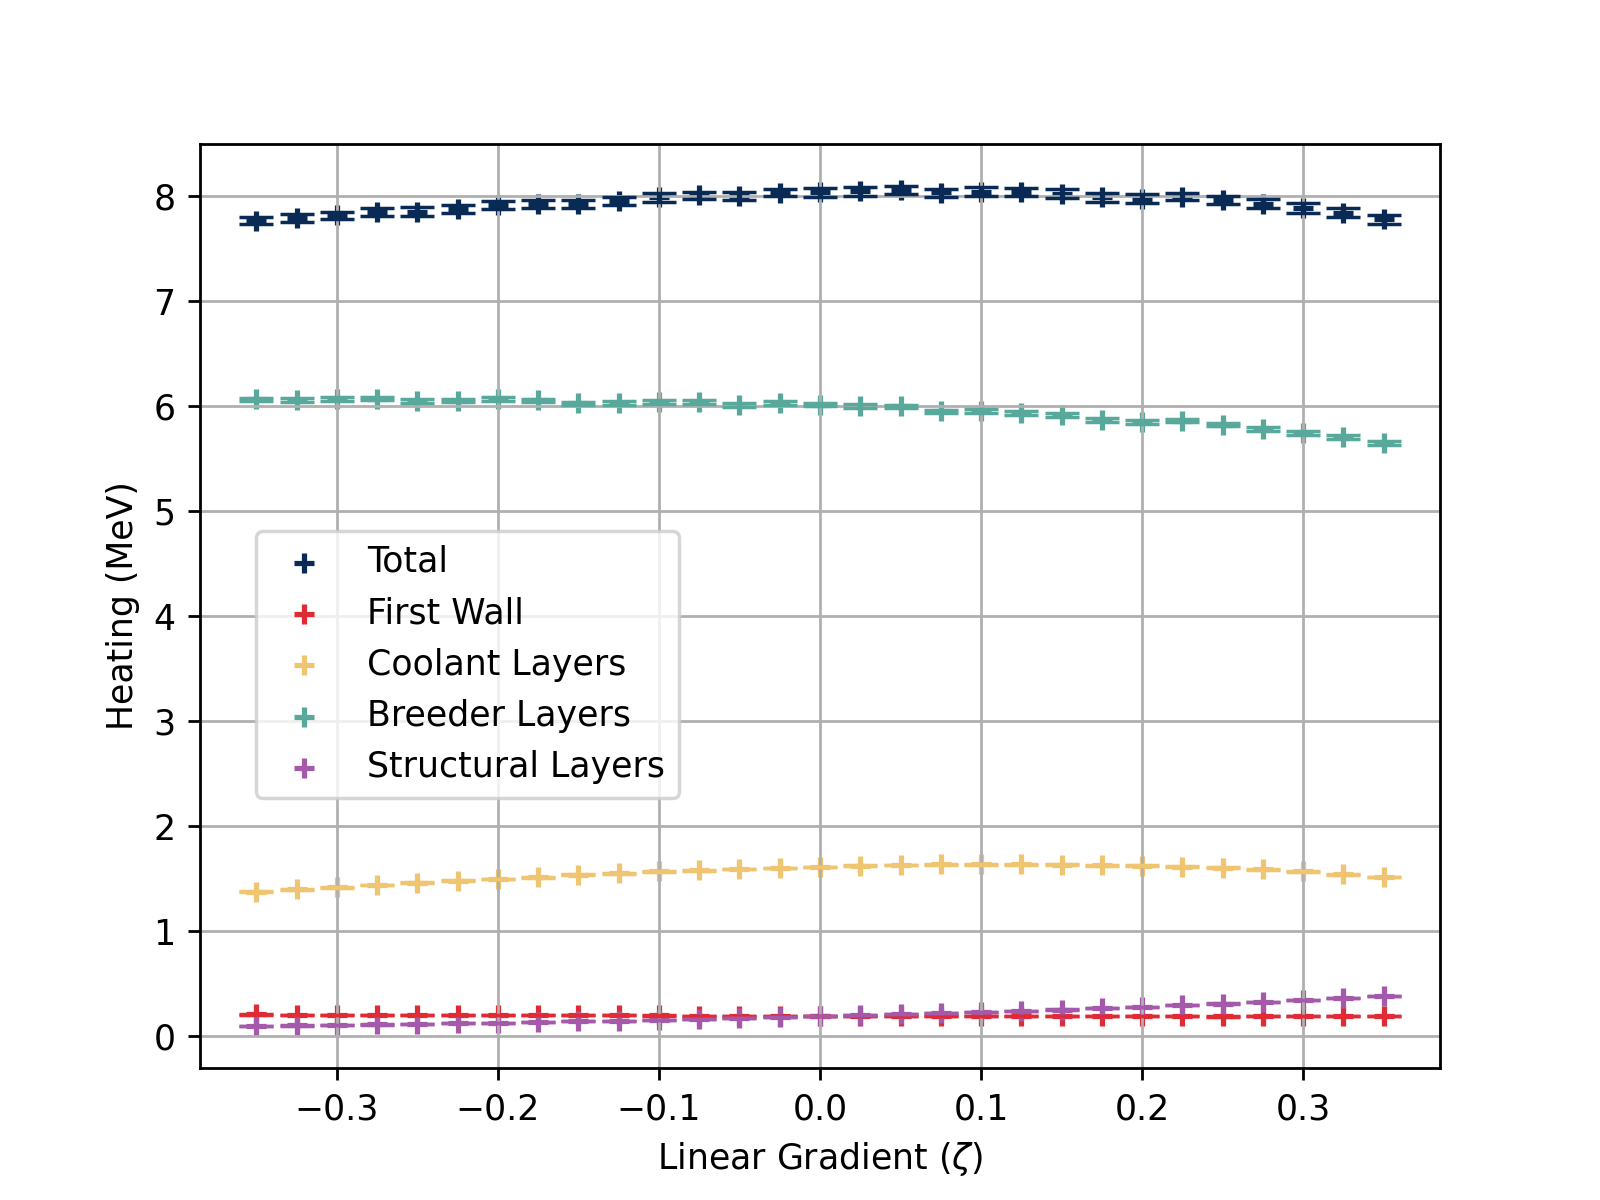 8
7
6
5
4
3
2
1
0
Heating (MeV)
Total
First Wall
Coolant Layers
Breeder Layers
Structural Layers
−0.3 −0.2 −0.1 0.0 0.1 0.2 0.3
Linear Gradient (ζ)